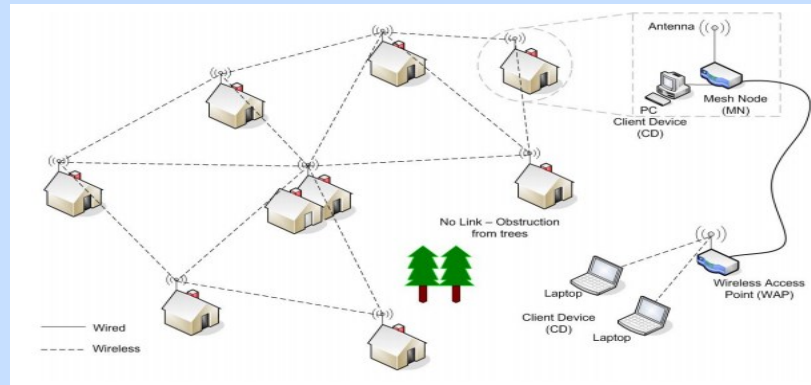 Antenna
Mesh Node
(MN)
PC
Client Device
(CD)
No Link – Obstruction
from trees
Wireless Access
Point (WAP)
Laptop
Client Device
(CD)
Laptop
Wired
Wireless